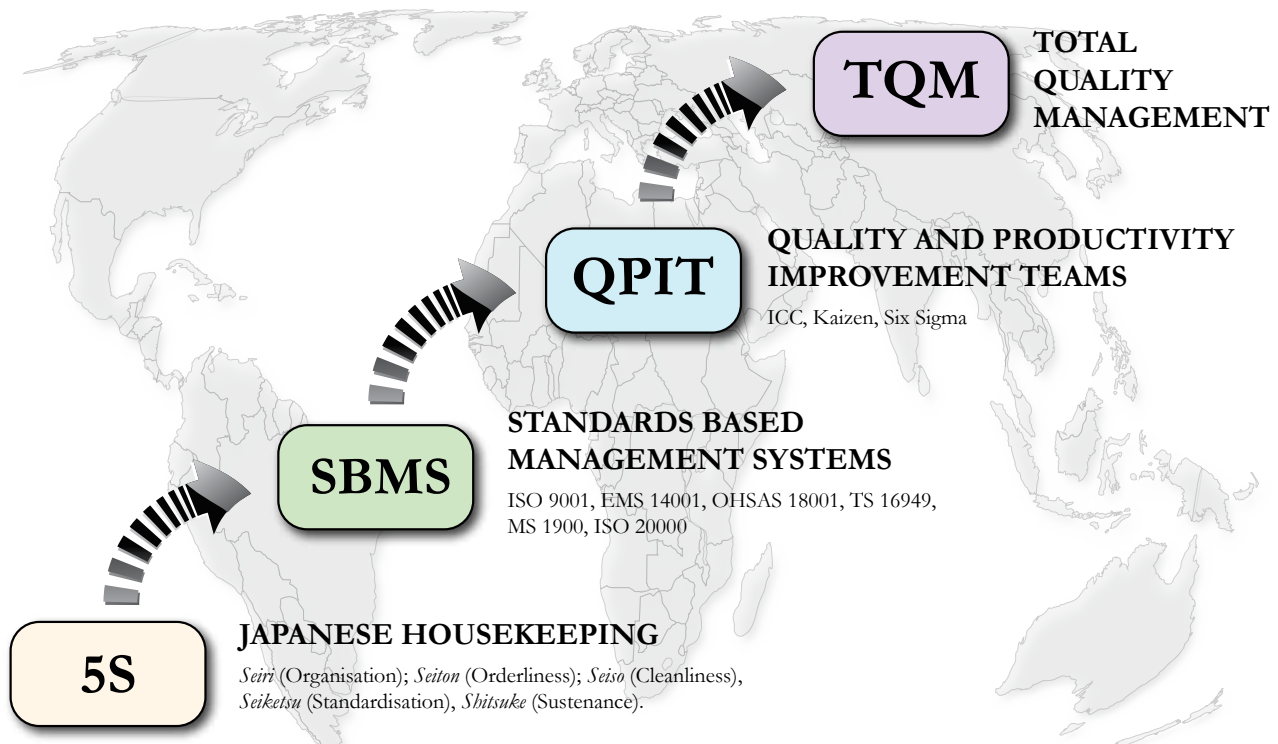 TQM
TOTAL
QUALITY
MANAGEMENT
QPIT
QUALITY AND PRODUCTIVITY
IMPROVEMENT TEAMS
ICC, Kaizen, Six Sigma
SBMS
STANDARDS BASED
MANAGEMENT SYSTEMS
ISO 9001, EMS 14001, OHSAS 18001, TS 16949,
MS 1900, ISO 20000
5S
JAPANESE HOUSEKEEPING
Seiri (Organisation); Seiton (Orderliness); Seiso (Cleanliness),
Seiketsu (Standardisation), Shitsuke (Sustenance).